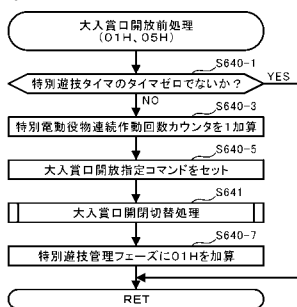 大入賞口開放前処理
(01H、05H)
S640-1
特別遊技タイマのタイマゼロでないか?
YES
NO
S640-3
特別電動役物連続作動回数カウンタを1加算
S640-5
大入賞口開放指定コマンドをセット
S641
大入賞口開閉切替処理
S640-7
特別遊技管理フェーズに01Hを加算
RET